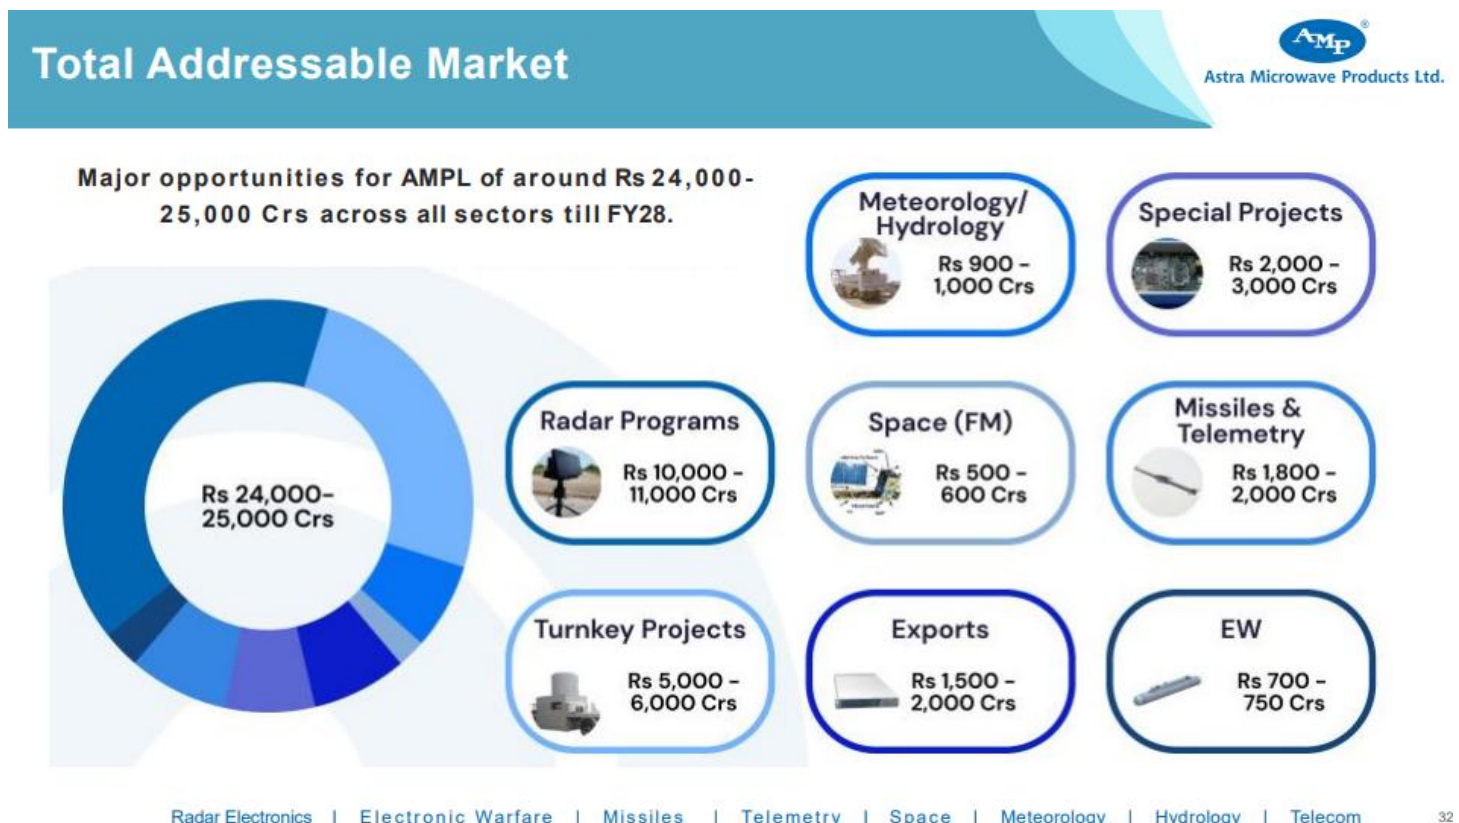 Total Addressable Market
AMP
®
Astra Microwave Products Ltd.
Major opportunities for AMPL of around Rs 24,000-
25,000 Crs across all sectors till FY28.
Rs 24,000-
25,000 Crs
Meteorology/
Hydrology
Rs 900 -
1,000 Crs
Special Projects
Rs 2,000 -
3,000 Crs
Radar Programs
Rs 10,000 -
11,000 Crs
Space (FM)
Rs 500 -
600 Crs
Missiles &
Telemetry
Rs 1,800 -
2,000 Crs
Turnkey Projects
Rs 5,000 -
6,000 Crs
Exports
Rs 1,500 -
2,000 Crs
EW
Rs 700 -
750 Crs
Radar Electronics | Electronic Warfare | Missiles | Telemetry | Space | Meteorology | Hydrology | Telecom
32